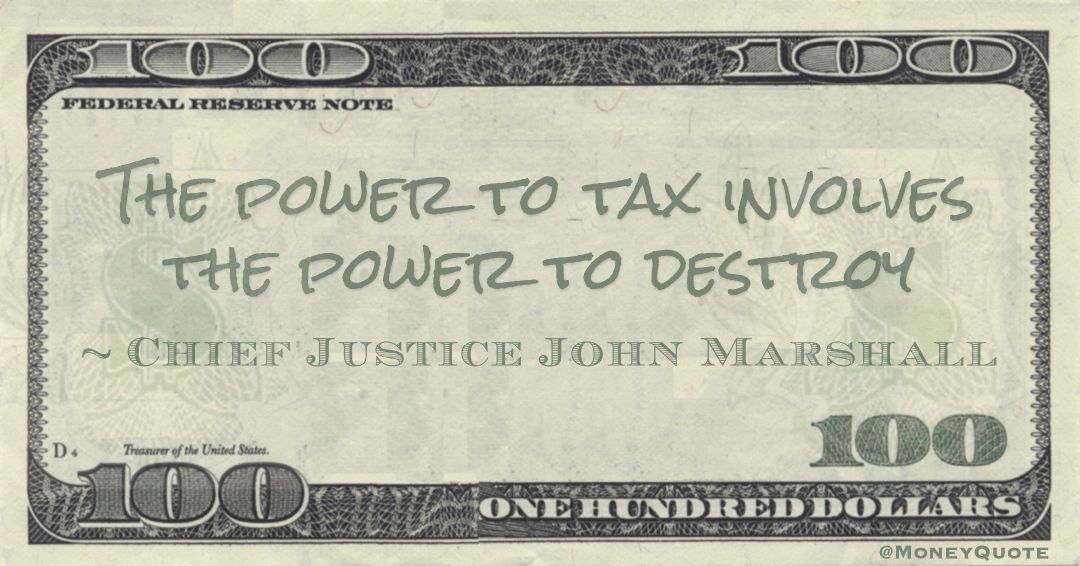 100 100
FEDERAL RESERVE NOTE
The power to tax involves
the power to destroy
~ Chief Justice John Marshall
100
D 4 Treasurer of the United States.
100 ONE HUNDRED DOLLARS
@MoneyQuote